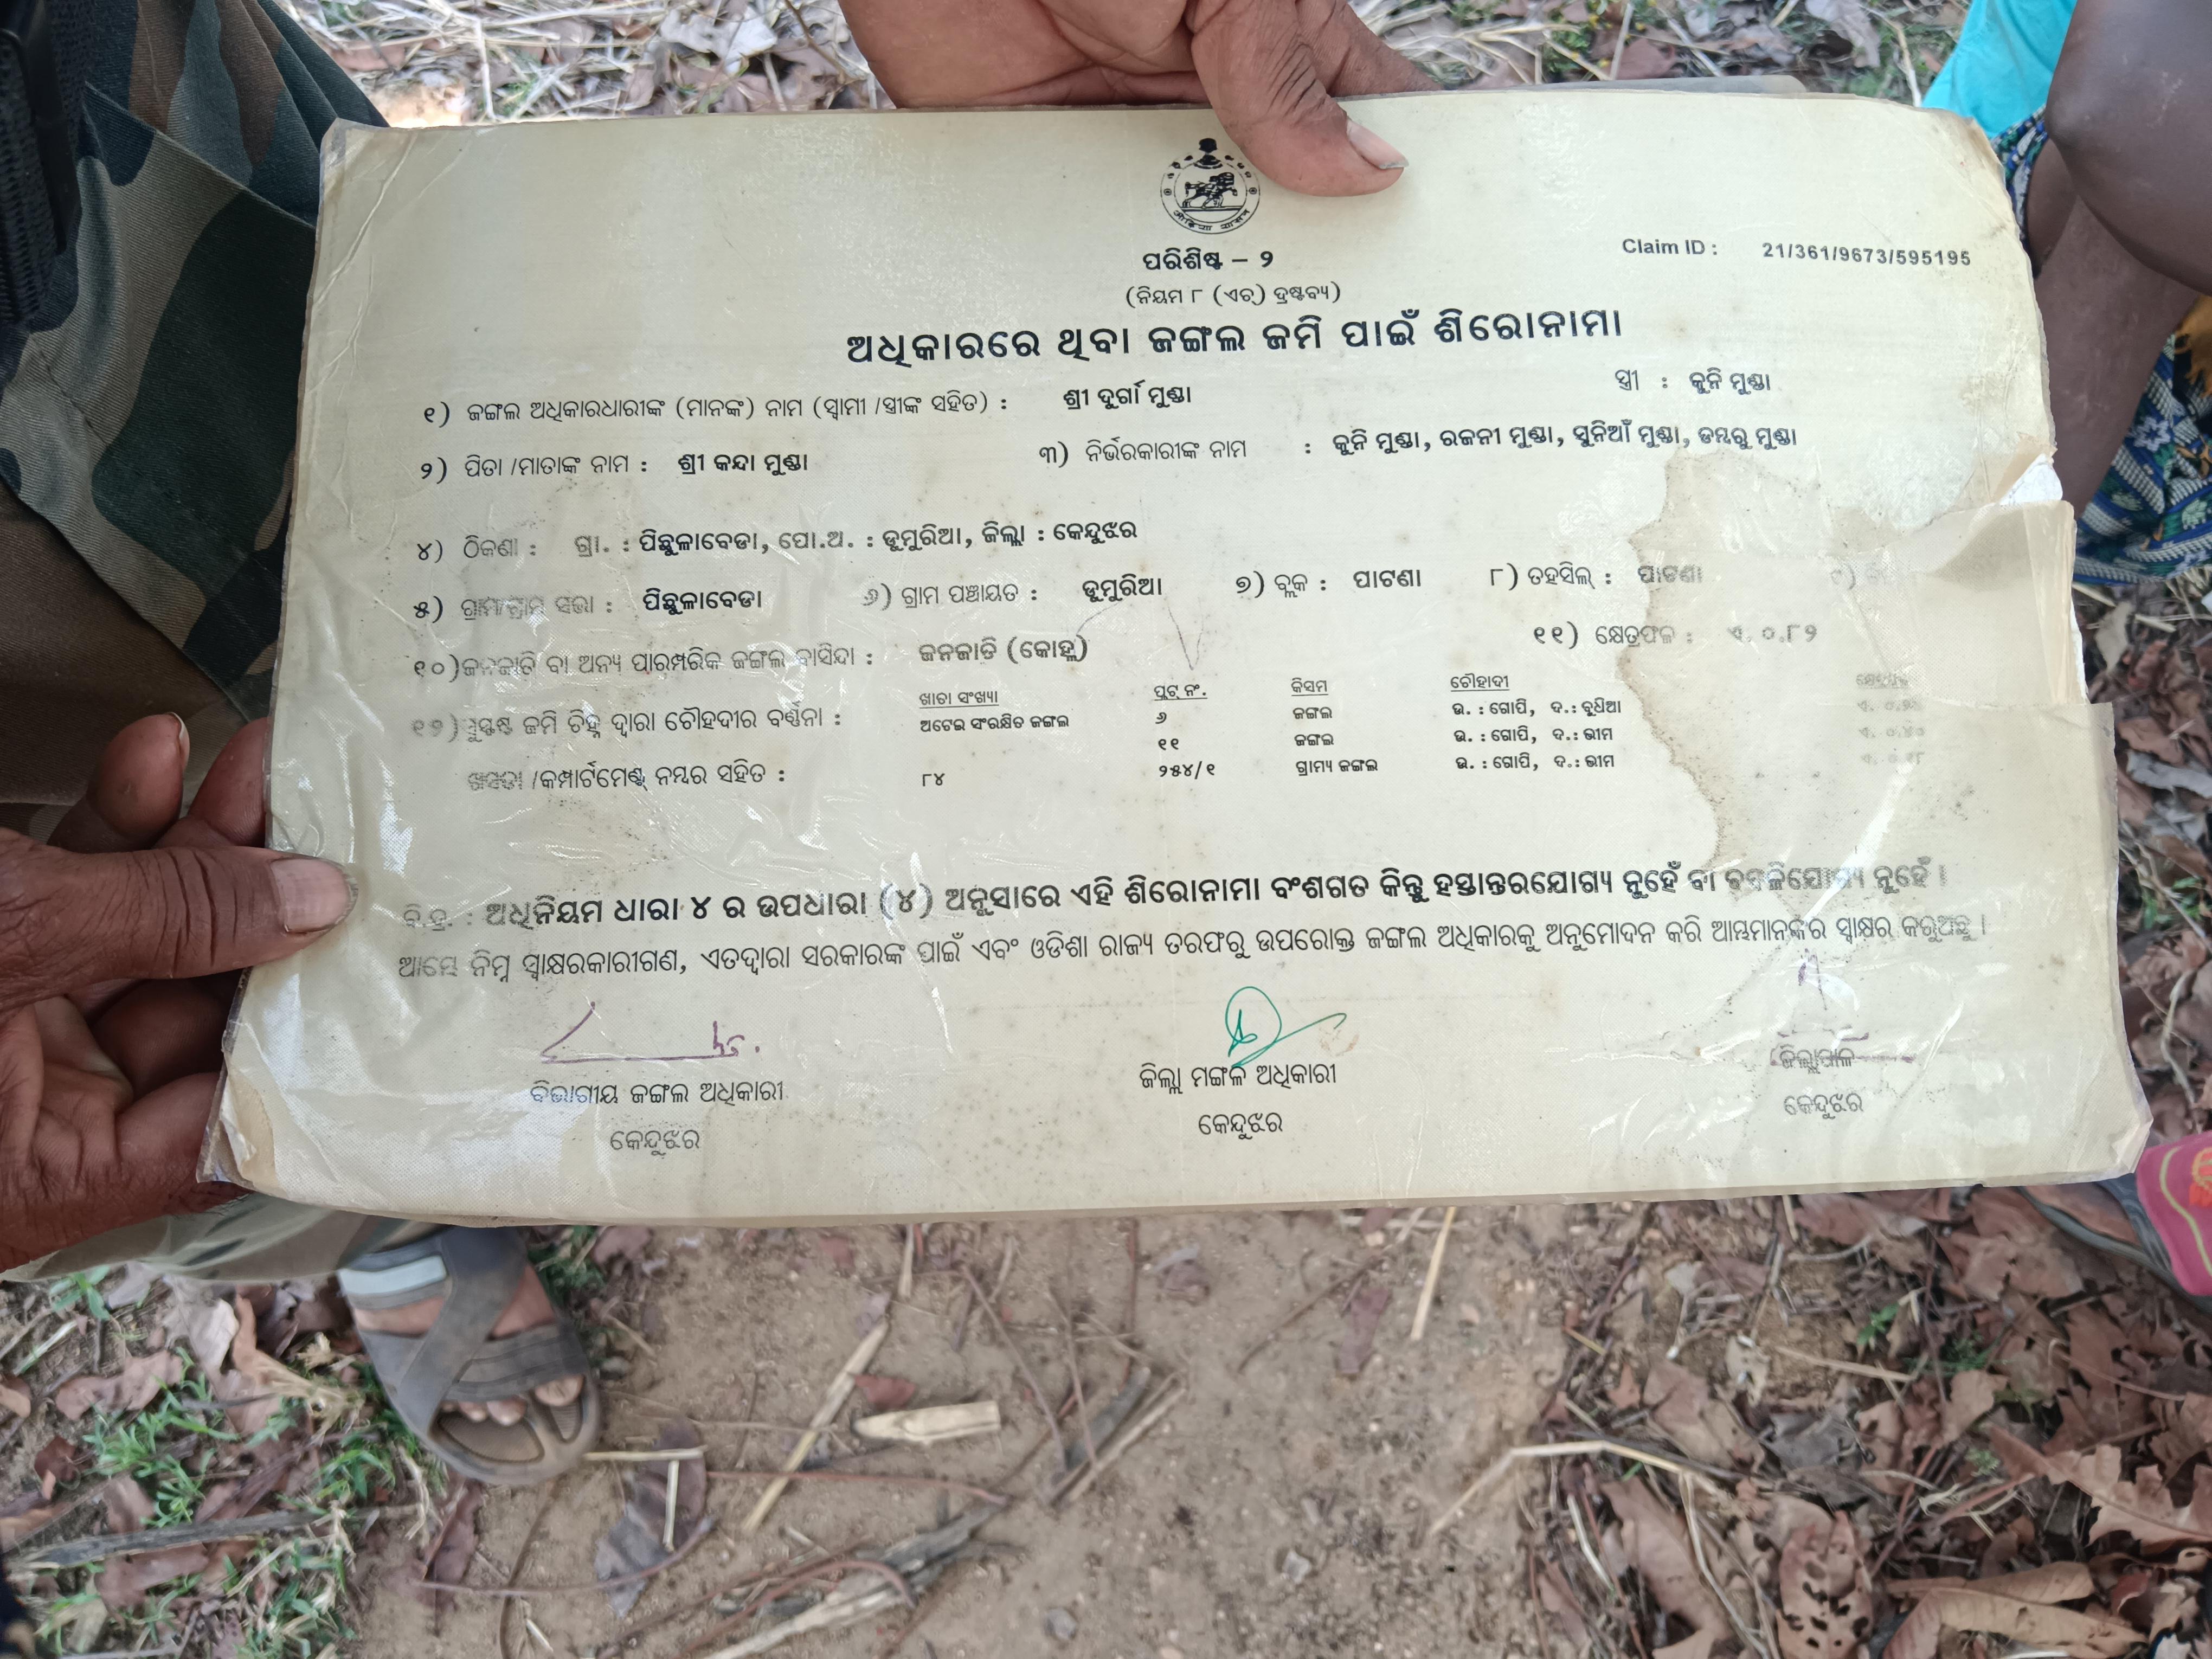 ପରିଶିଷ୍ଟ – ୨
Claim ID : 21/361/9673/595195
(ନିୟମ ୮ (ଏଚ୍) ଦ୍ରଷ୍ଟବ୍ୟ)
ଅଧିକାରରେ ଥିବା ଜଙ୍ଗଲ ଜମି ପାଇଁ ଶିରୋନାମା
୧) ଜଙ୍ଗଲ ଅଧିକାରଧାରୀଙ୍କ (ମାନଙ୍କ) ନାମ (ସ୍ୱାମୀ /ସ୍ତ୍ରୀଙ୍କ ସହିତ) : ଶ୍ରୀ ଦୁର୍ଗା ମୁଣ୍ଡା ସ୍ତ୍ରୀ : କୁନି ମୁଣ୍ଡା
୨) ପିତା /ମାତାଙ୍କ ନାମ : ଶ୍ରୀ କନ୍ଦା ମୁଣ୍ଡା ୩) ନିର୍ଭରକାରୀଙ୍କ ନାମ : କୁନି ମୁଣ୍ଡା, ରଜନୀ ମୁଣ୍ଡା, ସୁନିଆଁ ମୁଣ୍ଡା, ଡମ୍ବରୁ ମୁଣ୍ଡା
୪) ଠିକଣା : ଗ୍ରା. : ପିଛୁଳାବେଡା, ପୋ.ଅ. : ଡୁମୁରିଆ, ଜିଲ୍ଲା : କେନ୍ଦୁଝର
୫) ଗ୍ରାମ/ଗ୍ରାମ ସଭା : ପିଛୁଳାବେଡା ୬) ଗ୍ରାମ ପଞ୍ଚାୟତ : ଡୁମୁରିଆ ୭) ବ୍ଲକ : ପାଟଣା ୮) ତହସିଲ୍ : ପାଟଣା ୯)
୧୦)ଜନଜାତି ବା ଅନ୍ୟ ପାରମ୍ପରିକ ଜଙ୍ଗଲ ବାସିନ୍ଦା : ଜନଜାତି (କୋହ୍ଲ) ୧୧) କ୍ଷେତ୍ରଫଳ : ଏ. ୦.୮୨
ଖାତା ସଂଖ୍ୟା ପ୍ଲଟ୍ ନଂ. କିସମ ଚୌହାଦୀ
୧୨) ସୁସ୍ପଷ୍ଟ ଜମି ଚିହ୍ନ ଦ୍ୱାରା ଚୌହଦୀର ବର୍ଣ୍ଣନା : ଅଟେଇ ସଂରକ୍ଷିତ ଜଙ୍ଗଲ ୬ ଜଙ୍ଗଲ ଉ. : ଗୋପି, ଦ.: ବୁଧିଆ
୧୧ ଜଙ୍ଗଲ ଉ. : ଗୋପି, ଦ.: ଭୀମ ଏ. ୦.୪୦
ଖସଡା /କମ୍ପାର୍ଟମେଣ୍ଟ୍ ନମ୍ବର ସହିତ : ୮୪ ୨୫୪/୧ ଗ୍ରାମ୍ୟ ଜଙ୍ଗଲ ଉ. : ଗୋପି, ଦ.: ଭୀମ
ବି.ଦ୍ର. : ଅଧିନିୟମ ଧାରା ୪ ର ଉପଧାରା (୪) ଅନୁସାରେ ଏହି ଶିରୋନାମା ବଂଶଗତ କିନ୍ତୁ ହସ୍ତାନ୍ତରଯୋଗ୍ୟ ନୁହେଁ ବା ବଦଳିଯୋଗ୍ୟ ନୁହେଁ ।
ଆମ୍ଭେ ନିମ୍ନ ସ୍ୱାକ୍ଷରକାରୀଗଣ, ଏତଦ୍ଦ୍ୱାରା ସରକାରଙ୍କ ପାଇଁ ଏବଂ ଓଡିଶା ରାଜ୍ୟ ତରଫରୁ ଉପରୋକ୍ତ ଜଙ୍ଗଲ ଅଧିକାରକୁ ଅନୁମୋଦନ କରି ଆମ୍ଭମାନଙ୍କର ସ୍ୱାକ୍ଷର କରୁଅଛୁ ।
ବିଭାଗୀୟ ଜଙ୍ଗଲ ଅଧିକାରୀ ଜିଲ୍ଲା ମଙ୍ଗଳ ଅଧିକାରୀ ଜିଲ୍ଲାପାଳ
କେନ୍ଦୁଝର କେନ୍ଦୁଝର କେନ୍ଦୁଝର